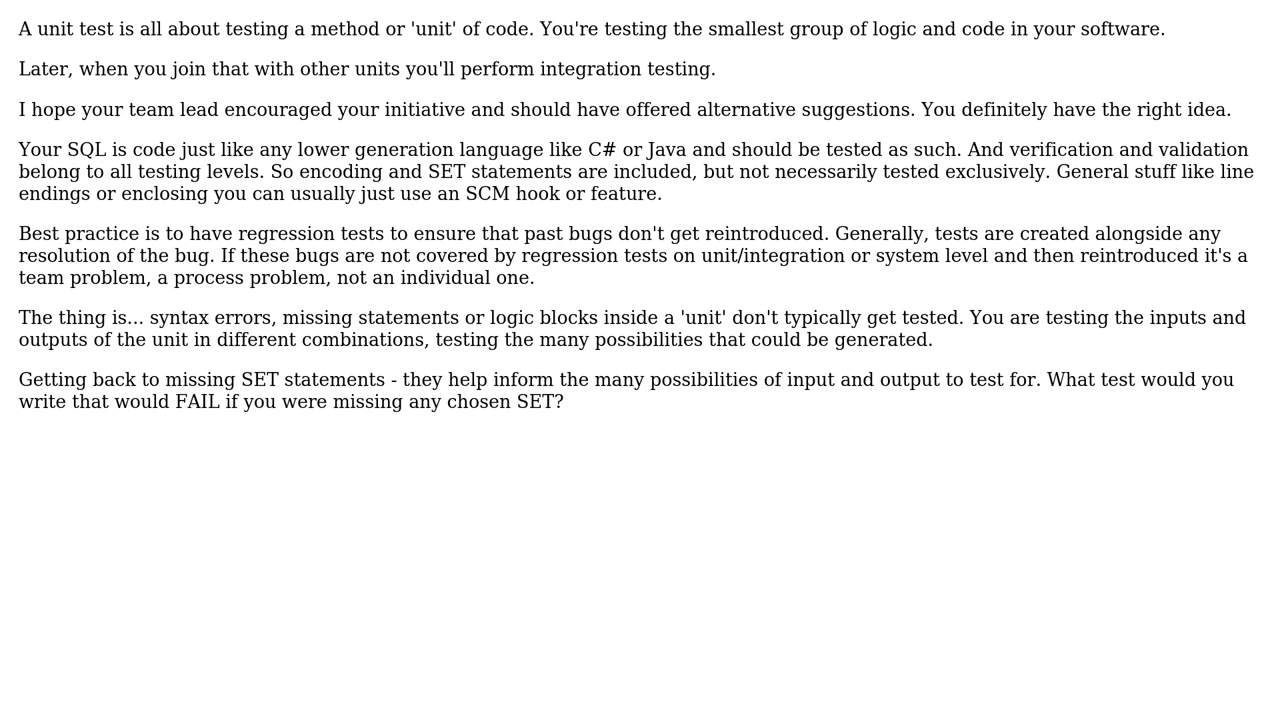 A unit test is all about testing a method or 'unit' of code. You're testing the smallest group of logic and code in your software.
Later, when you join that with other units you'll perform integration testing.
I hope your team lead encouraged your initiative and should have offered alternative suggestions. You definitely have the right idea.
Your SQL is code just like any lower generation language like C# or Java and should be tested as such. And verification and validation
belong to all testing levels. So encoding and SET statements are included, but not necessarily tested exclusively. General stuff like line
endings or enclosing you can usually just use an SCM hook or feature.
Best practice is to have regression tests to ensure that past bugs don't get reintroduced. Generally, tests are created alongside any
resolution of the bug. If these bugs are not covered by regression tests on unit/integration or system level and then reintroduced it's a
team problem, a process problem, not an individual one.
The thing is... syntax errors, missing statements or logic blocks inside a 'unit' don't typically get tested. You are testing the inputs and
outputs of the unit in different combinations, testing the many possibilities that could be generated.
Getting back to missing SET statements - they help inform the many possibilities of input and output to test for. What test would you
write that would FAIL if you were missing any chosen SET?